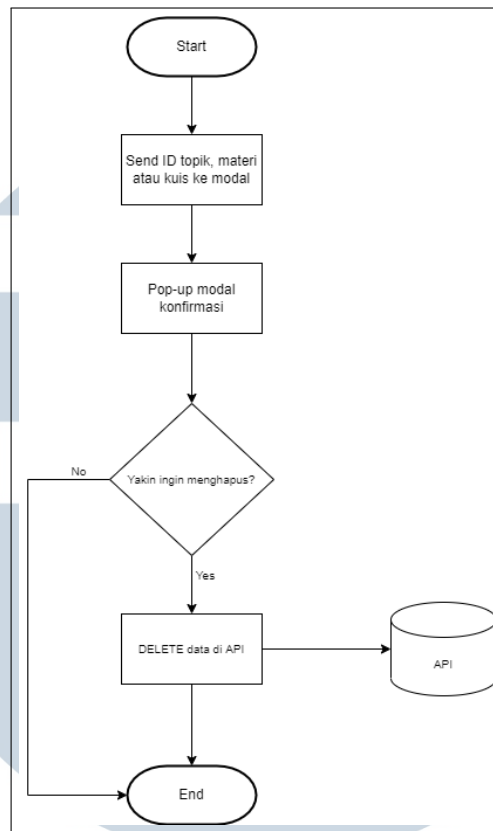 Start
Send ID topik, materi
atau kuis ke modal
Pop-up modal
konfirmasi
Yakin ingin menghapus?
No
Yes
DELETE data di API
API
End